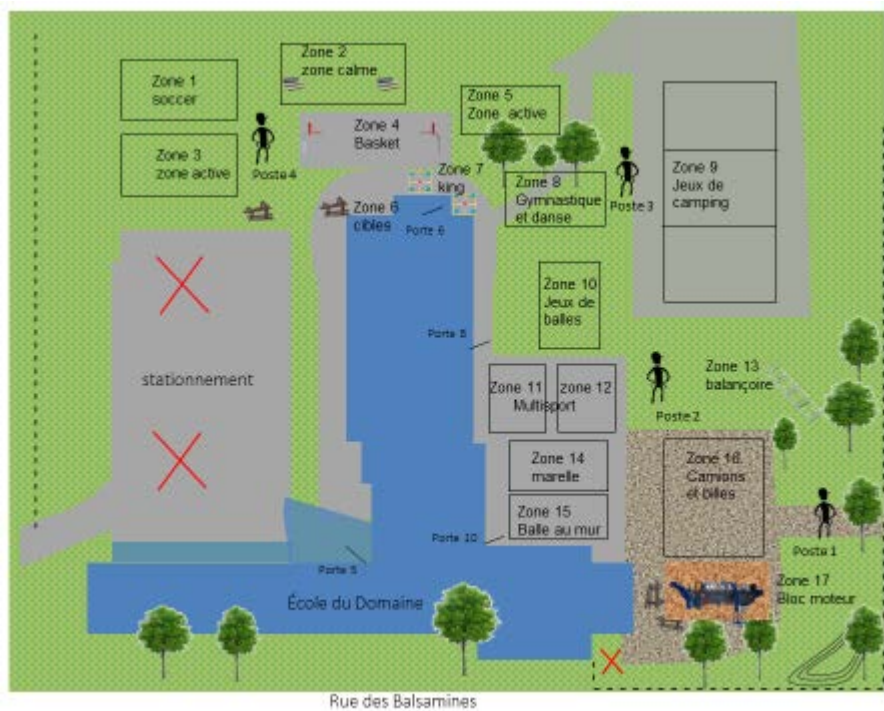 Zone 1
soccer
Zone 2
zone calme
Zone 3
zone active
Poste 4
Zone 4
Basket
Zone 5
Zone active
Zone 7
king
Zone 6
cibles
Porte 6
Zone 8
Gymnastique
et danse
Poste 3
Zone 9
Jeux de
camping
Zone 10
Jeux de
balles
Porte 8
stationnement
Zone 11
zone 12
Multisport
Poste 2
Zone 13
balançoire
Zone 14
marelle
Zone 15
Balle au mur
Porte 10
Zone 16
Camions
et billes
Poste 1
Porte 5
École du Domaine
Zone 17
Bloc moteur
Rue des Balsamines